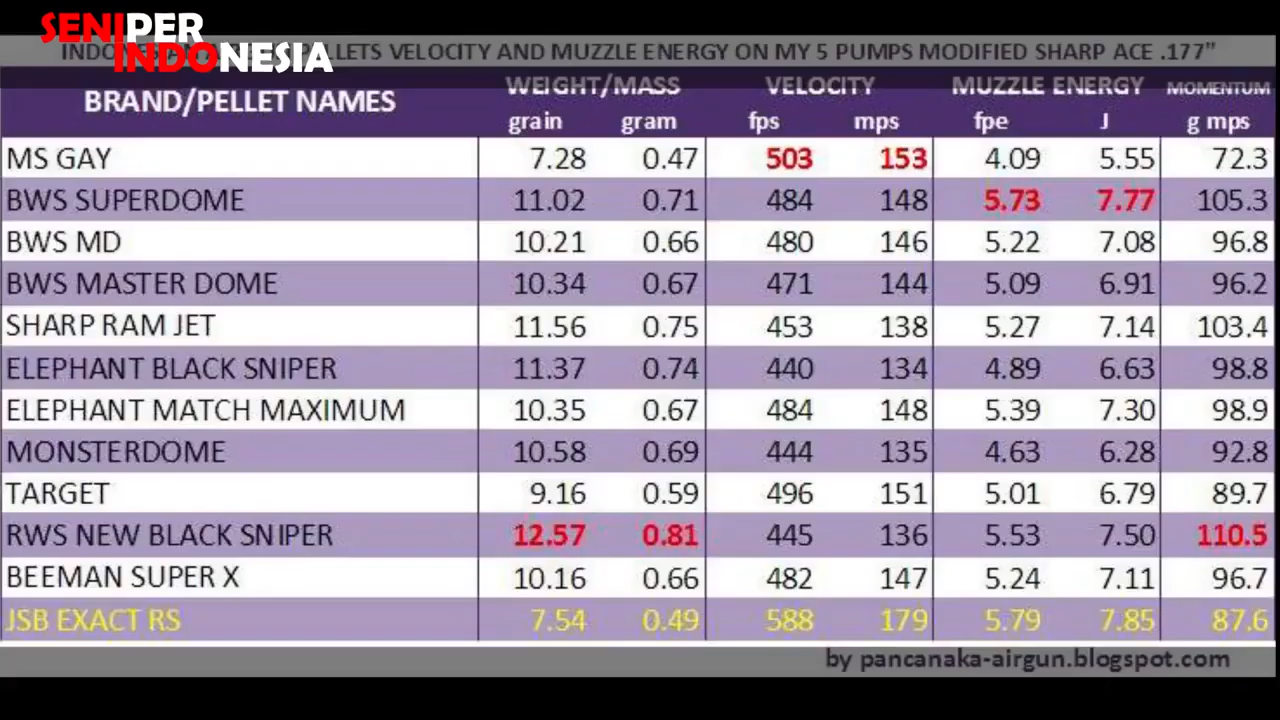 SENIPER
INDONESIA
PELLETS VELOCITY AND MUZZLE ENERGY ON MY 5 PUMPS MODIFIED SHARP ACE .177"
BRAND/PELLET NAMES WEIGHT/MASS VELOCITY MUZZLE ENERGY MOMENTUM
grain gram fps mps fpe J g mps
MS GAY 7.28 0.47 503 153 4.09 5.55 72.3
BWS SUPERDOME 11.02 0.71 484 148 5.73 7.77 105.3
BWS MD 10.21 0.66 480 146 5.22 7.08 96.8
BWS MASTER DOME 10.34 0.67 471 144 5.09 6.91 96.2
SHARP RAM JET 11.56 0.75 453 138 5.27 7.14 103.4
ELEPHANT BLACK SNIPER 11.37 0.74 440 134 4.89 6.63 98.8
ELEPHANT MATCH MAXIMUM 10.35 0.67 484 148 5.39 7.30 98.9
MONSTERDOME 10.58 0.69 444 135 4.63 6.28 92.8
TARGET 9.16 0.59 496 151 5.01 6.79 89.7
RWS NEW BLACK SNIPER 12.57 0.81 445 136 5.53 7.50 110.5
BEEMAN SUPER X 10.16 0.66 482 147 5.24 7.11 96.7
JSB EXACT RS 7.54 0.49 588 179 5.79 7.85 87.6
by pancanaka-airgun.blogspot.com